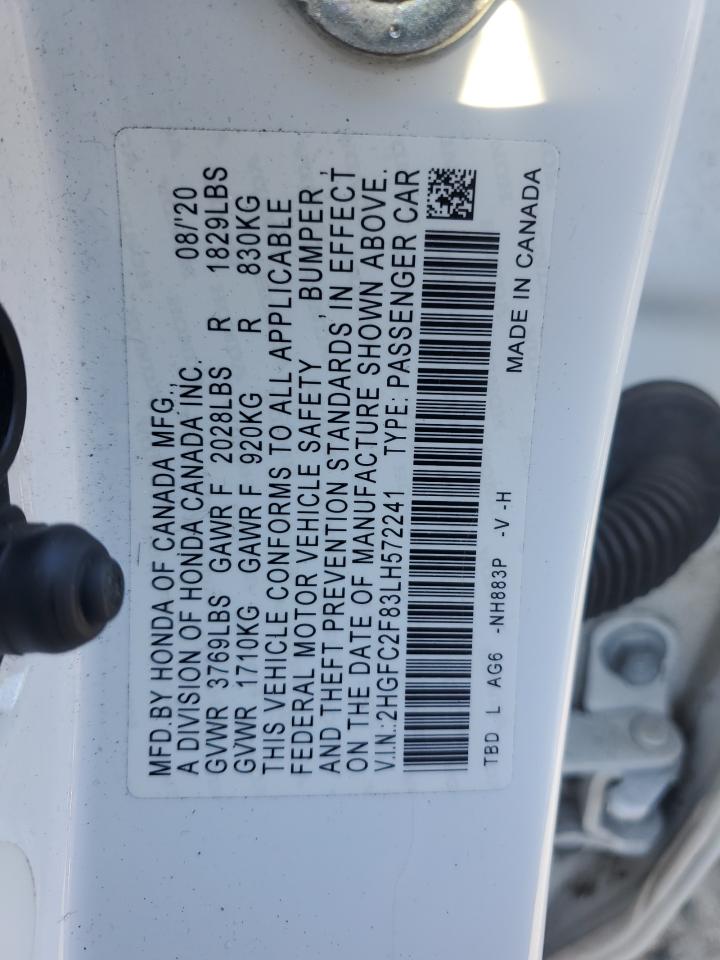 MFD.BY HONDA OF CANADA MFG., 08/'20
A DIVISION OF HONDA CANADA INC.
GVWR 3769LBS GAWR F 2028LBS R 1829LBS
GVWR 1710KG GAWR F 920KG R 830KG
THIS VEHICLE CONFORMS TO ALL APPLICABLE
FEDERAL MOTOR VEHICLE SAFETY , BUMPER ,
AND THEFT PREVENTION STANDARDS IN EFFECT
ON THE DATE OF MANUFACTURE SHOWN ABOVE.
V.I.N.:2HGFC2F83LH572241 TYPE: PASSENGER CAR
TBD L AG6 -NH883P -V -H MADE IN CANADA